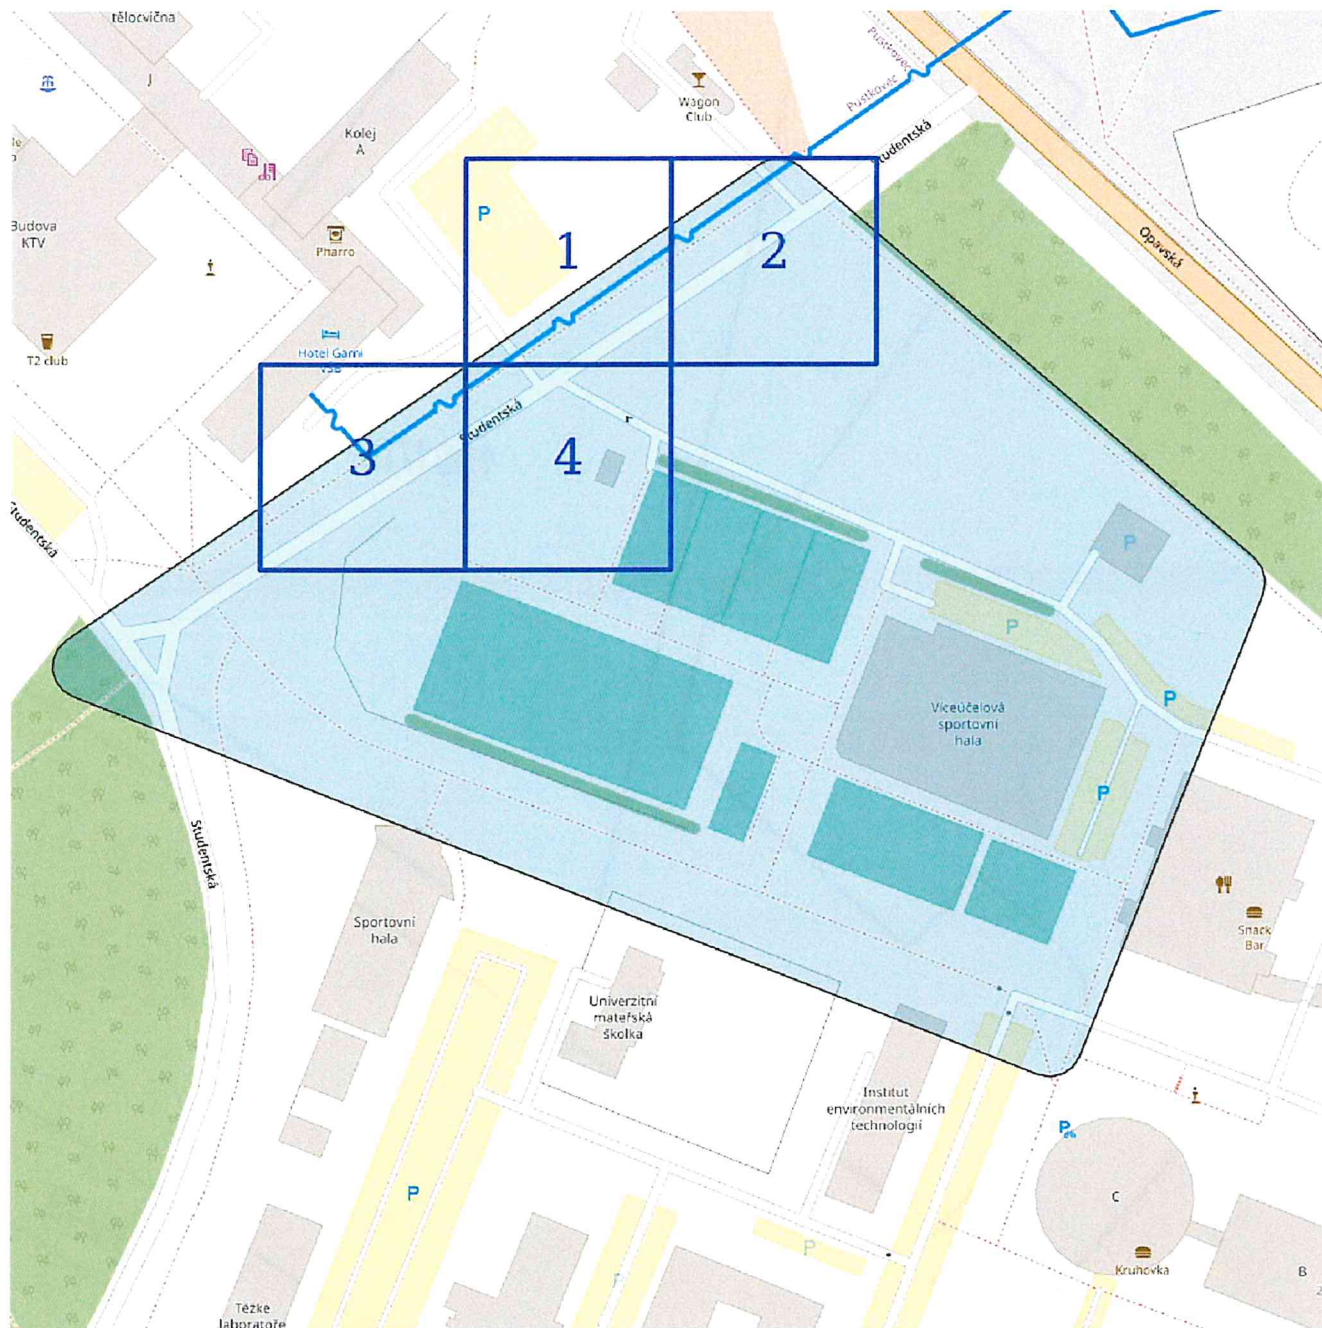 tělocvična
J
Kolej
A
Wagon
Club
Pustkovec
Pustkovec
Studentská
Opavská
Budova
KTV
Pharro
P
1
2
T2 club
Hotel Garni
VŠB
Studentská
3
4
Studentská
P
P
Víceúčelová
sportovní
hala
P
P
Studentská
Sportovní
hala
Snack
Bar
Univerzitní
mateřská
školka
Institut
environmentálních
technologií
P
P
C
P
P
Kruhovka
B
Těžké
laboratoře